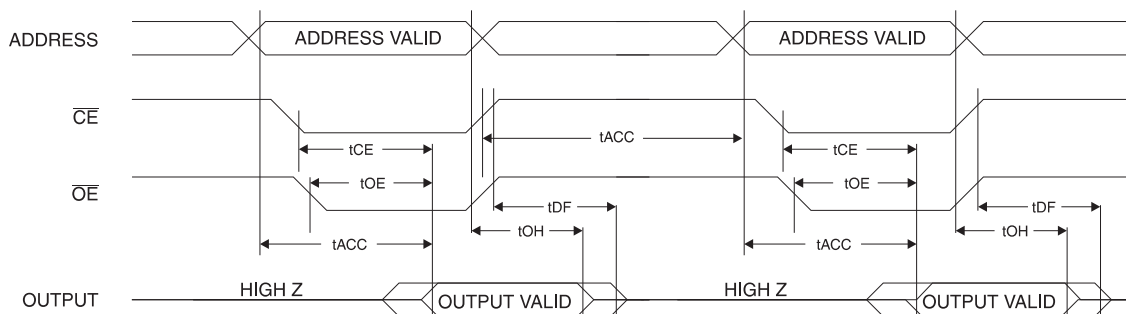 ADDRESS ADDRESS VALID ADDRESS VALID
CE
tACC
tCE tCE
OE tOE tOE
tDF tDF
tOH tOH
tACC tACC
HIGH Z HIGH Z
OUTPUT OUTPUT VALID OUTPUT VALID